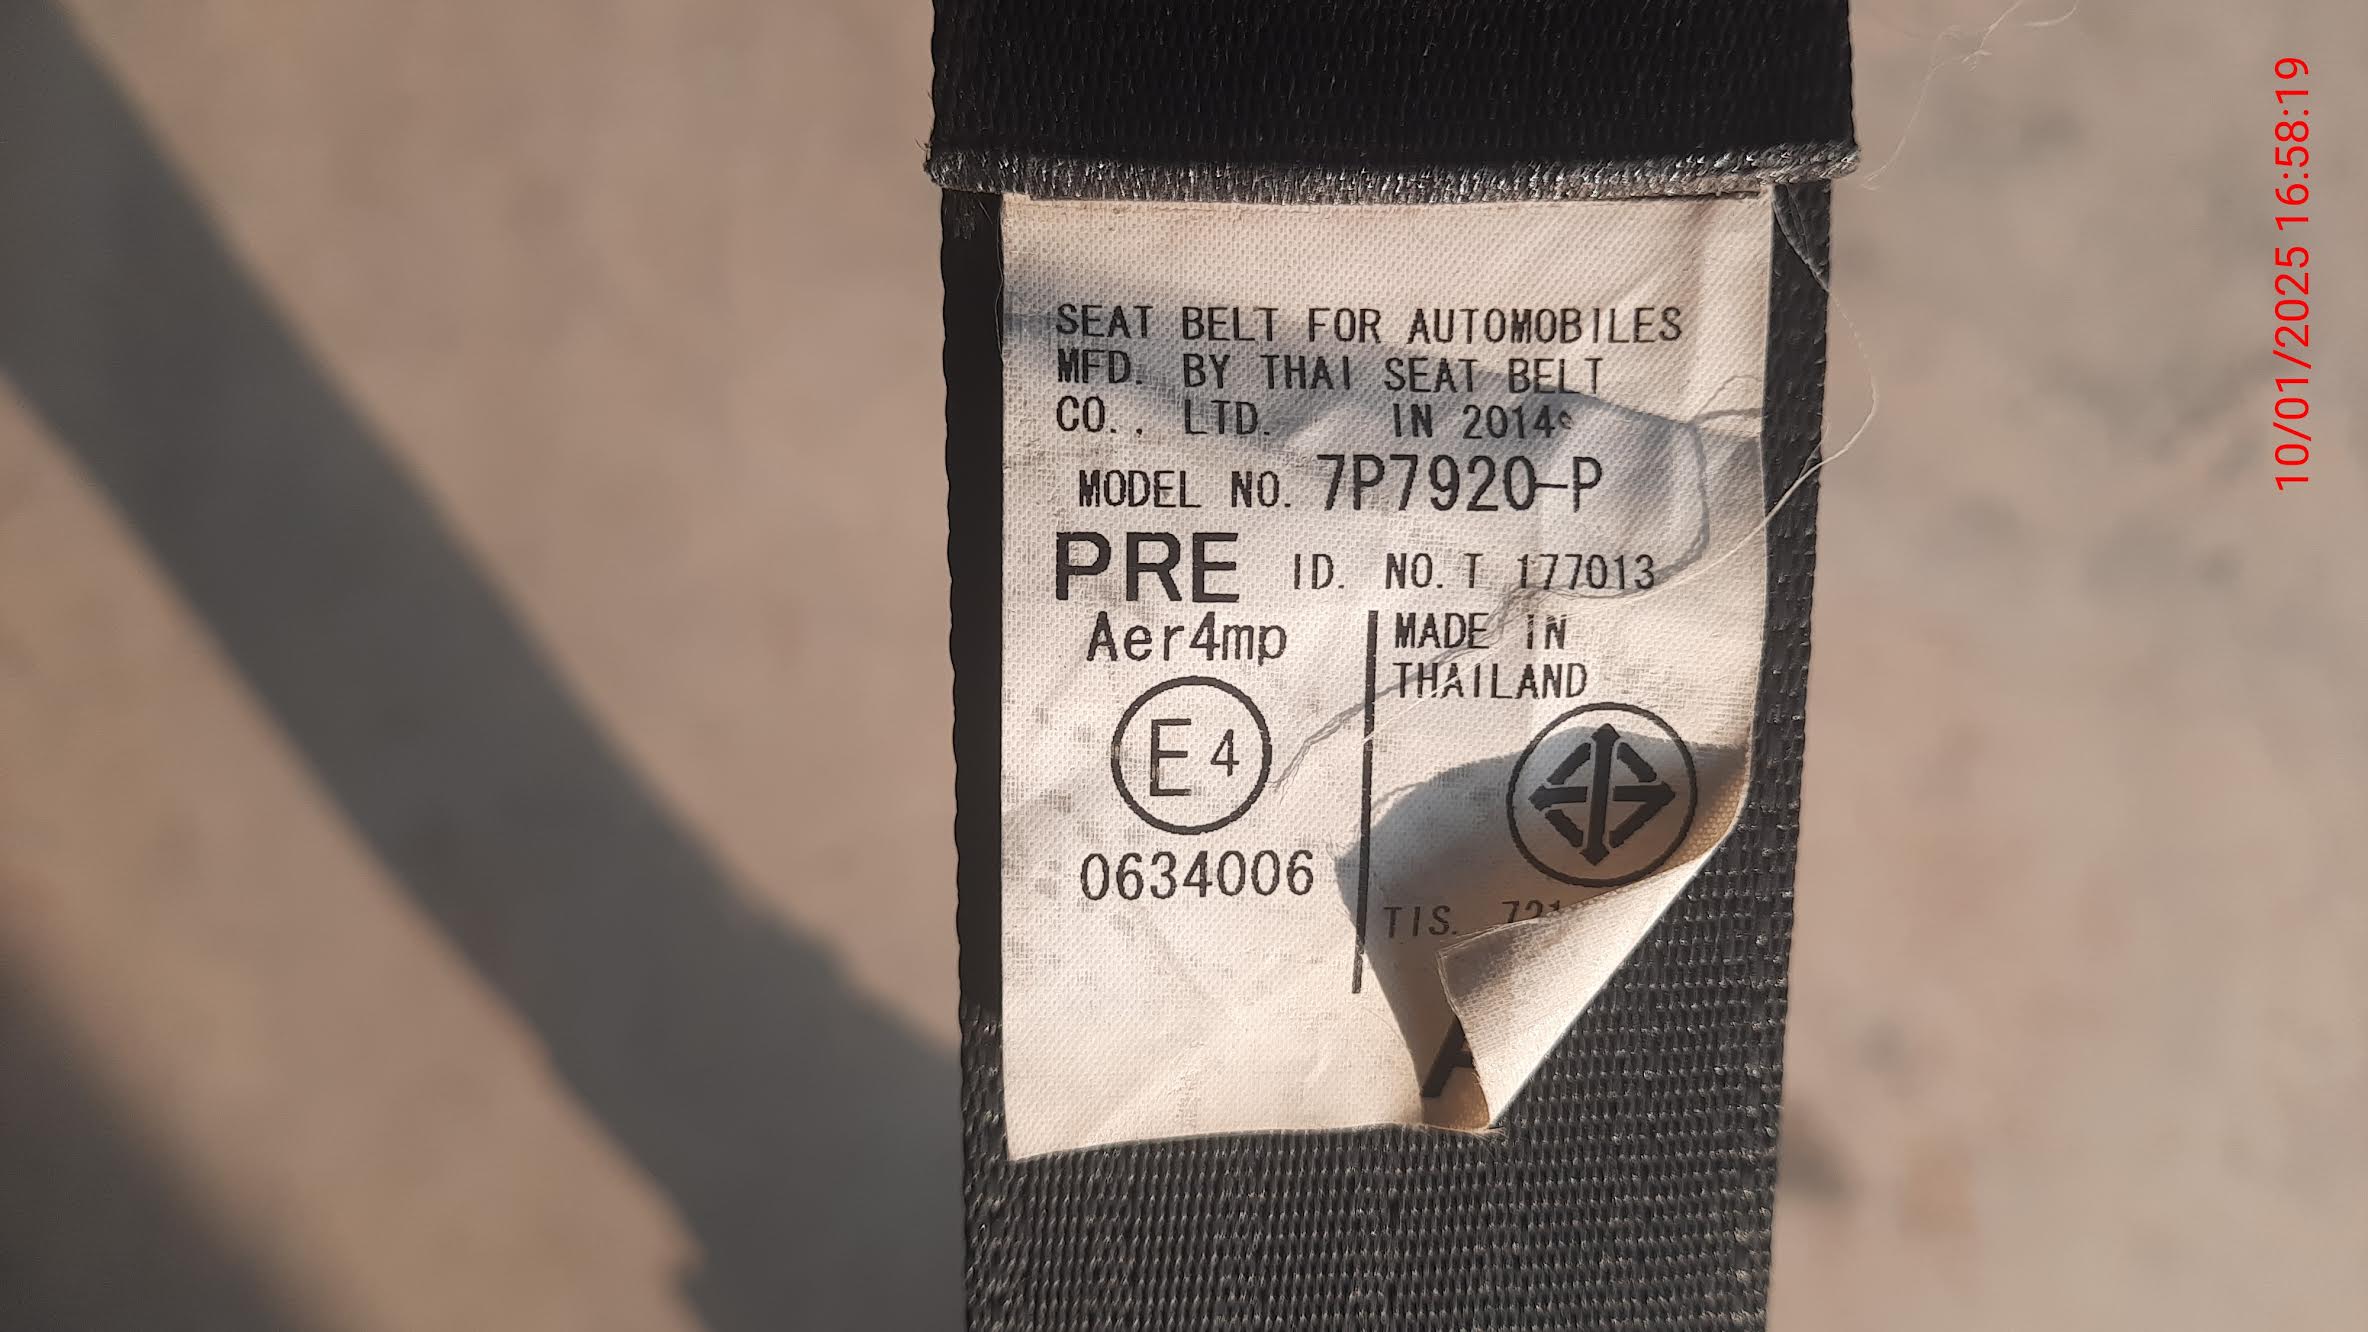 SEAT BELT FOR AUTOMOBILES
MFD. BY THAI SEAT BELT
CO., LTD. IN 2014
MODEL NO. 7P7920-P
PRE ID. NO. T 177013
Aer4mp
E4
0634006
MADE IN
THAILAND
TIS. 721
A
10/01/2025 16:58:19